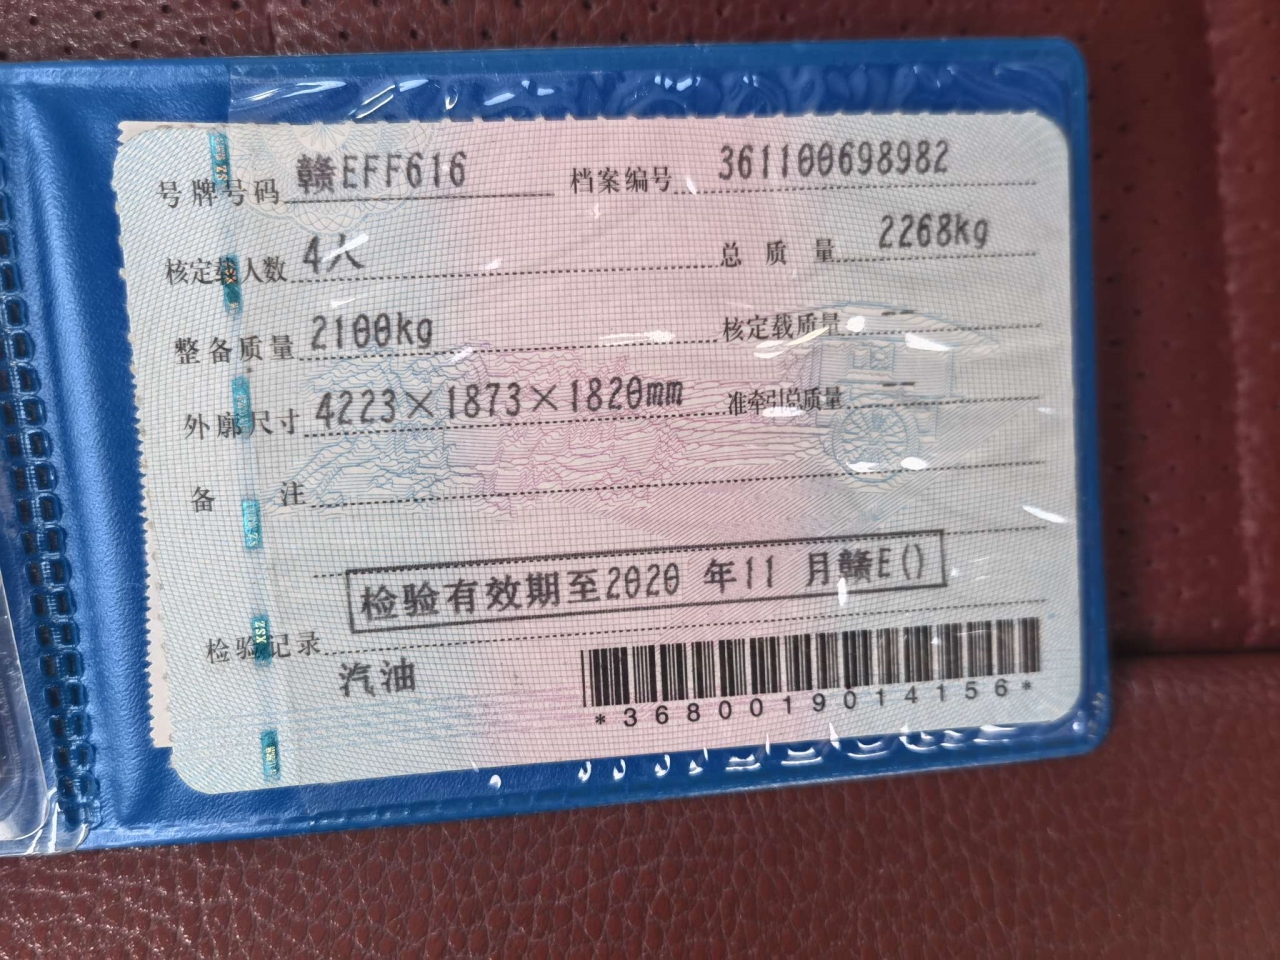 号牌号码 赣EFF616 档案编号 361100698982
核定载人数 4人 总质量 2268kg
整备质量 2100kg 核定载质量 --
外廓尺寸 4223×1873×1820mm 准牵引总质量 --
备注
检验有效期至2020 年11 月赣E()
检验记录
汽油
*3680019014156*